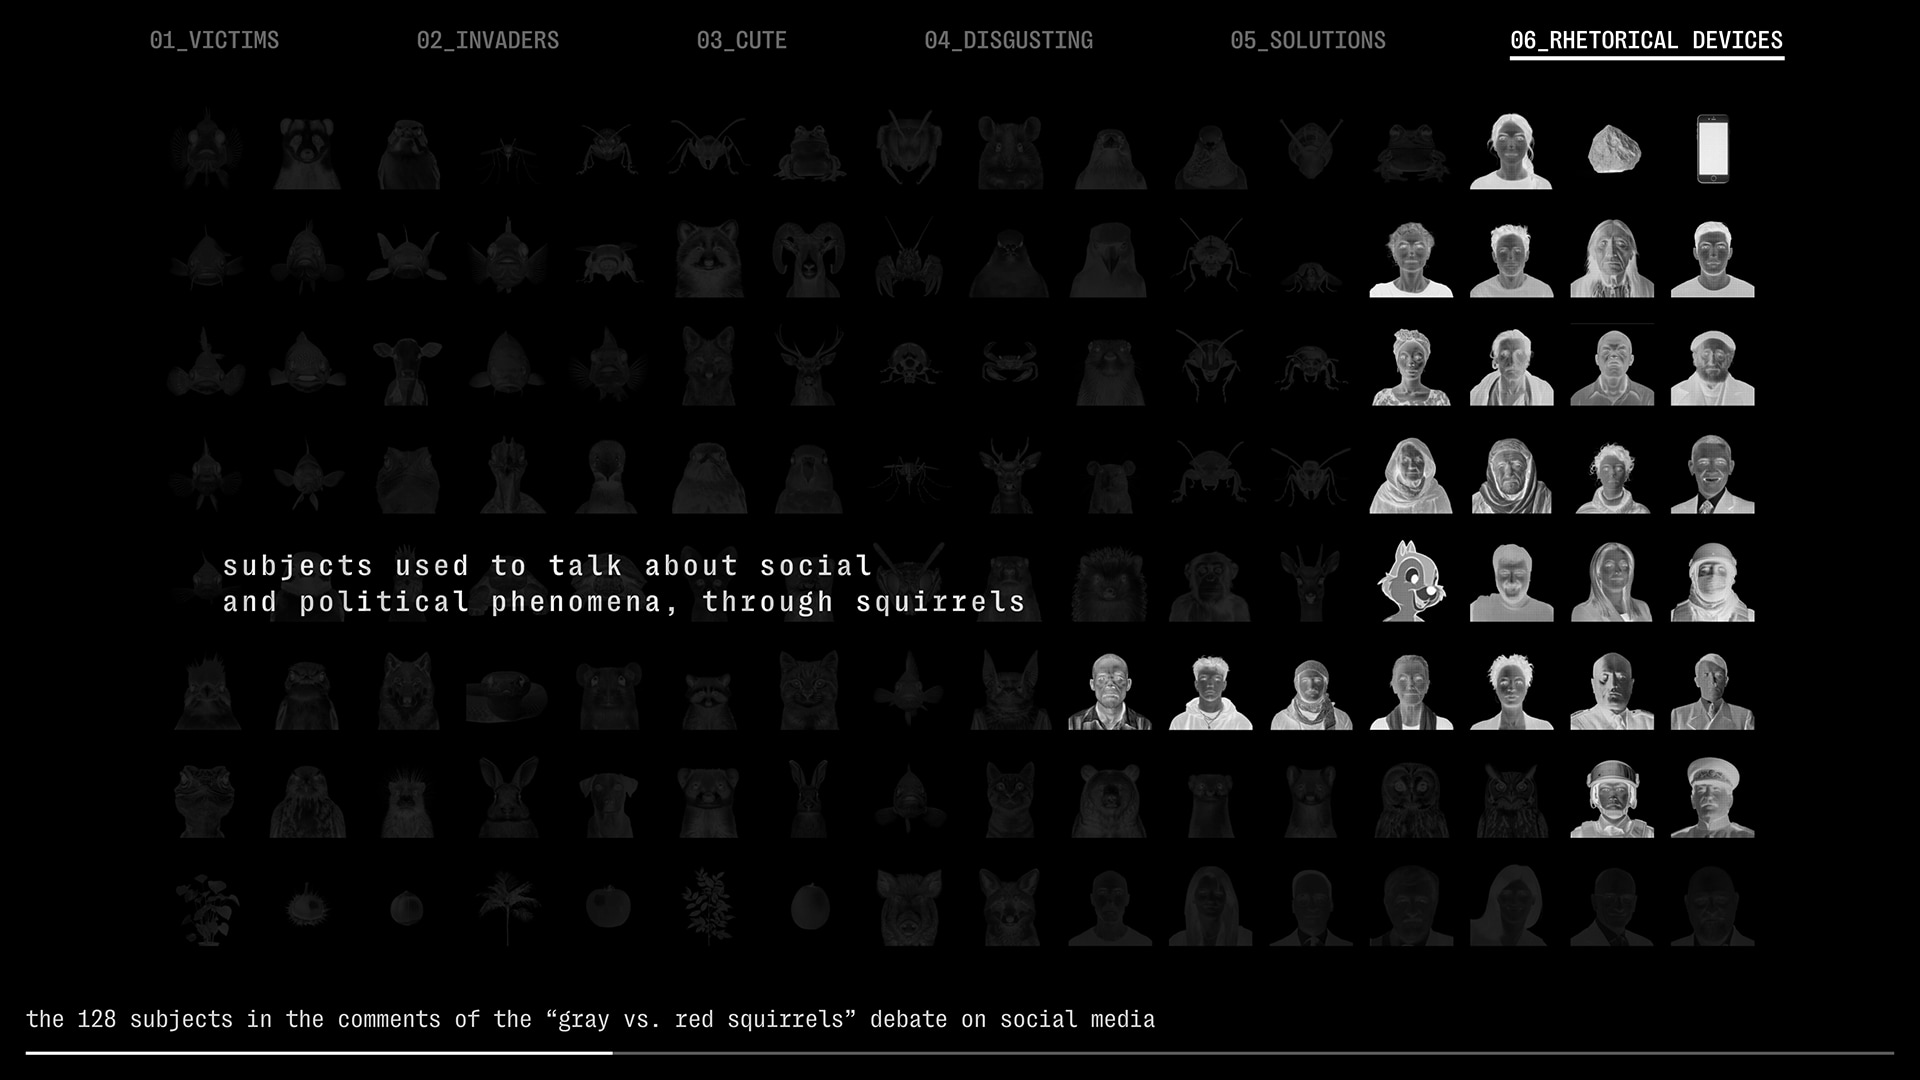 01_VICTIMS
02_INVADERS
03_CUTE
04_DISGUSTING
05_SOLUTIONS
06_RHETORICAL DEVICES
subjects used to talk about social
and political phenomena, through squirrels
the 128 subjects in the comments of the “gray vs. red squirrels” debate on social media